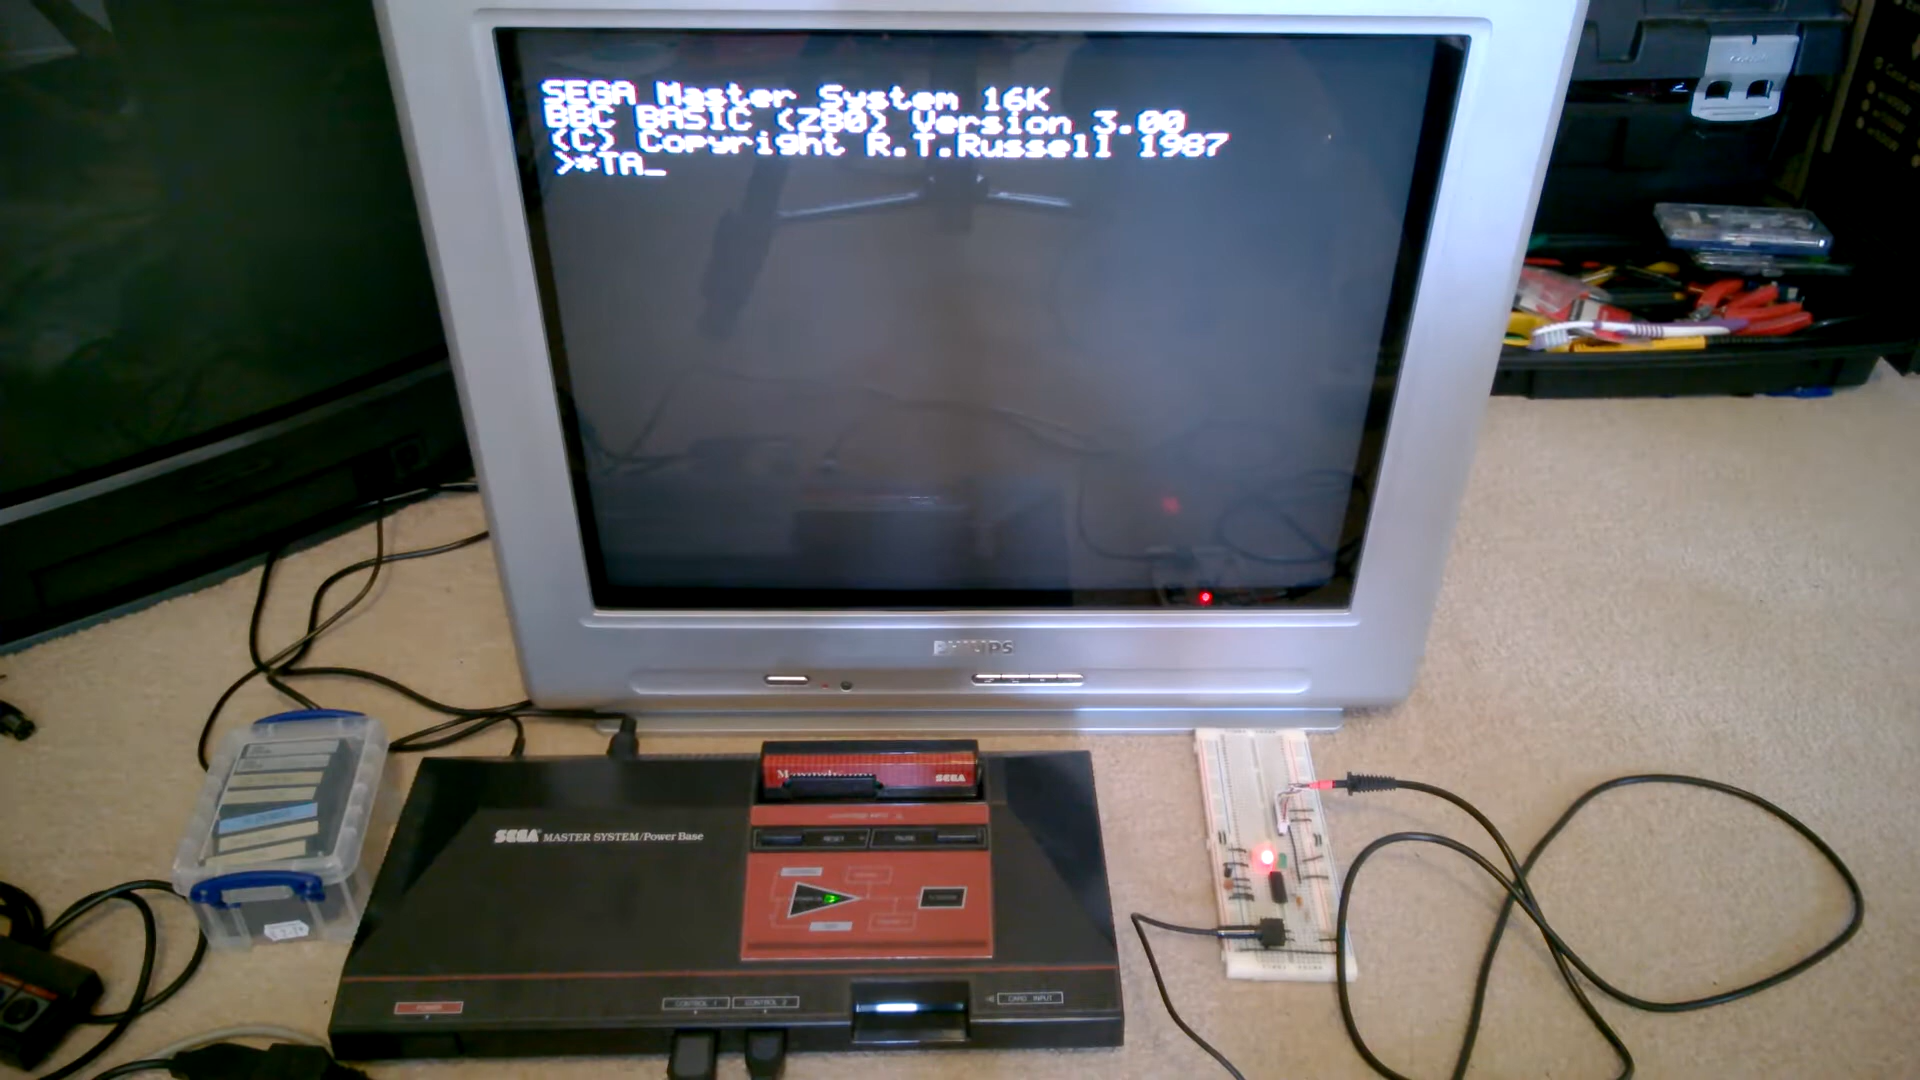 SEGA Master System 16K
BBC BASIC (Z80) Version 3.00
(C) Copyright R.T.Russell 1987
>*TA_
PHILIPS
SEGA
SEGA MASTER SYSTEM/Power Base
RESET
PAUSE
POWER
CONTROL 1
CONTROL 2
CARD INPUT